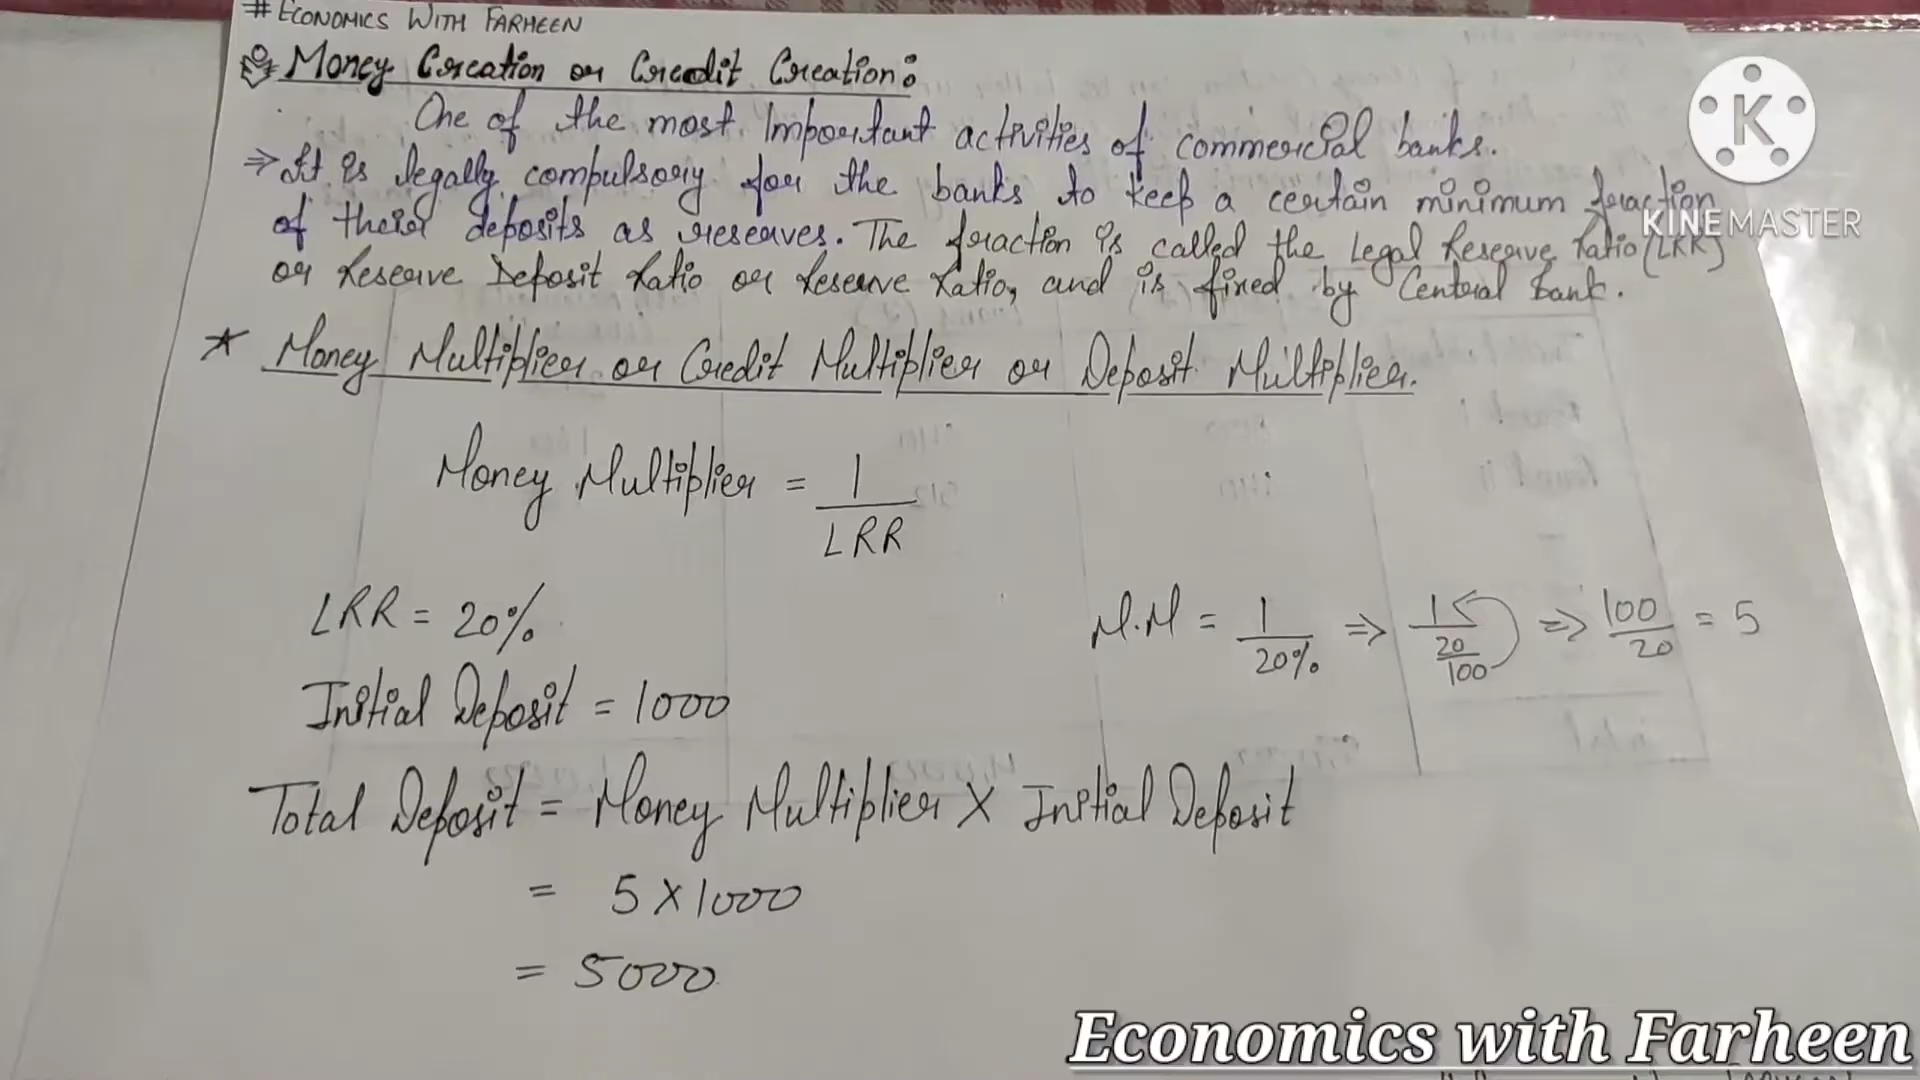 # ECONOMICS WITH FARHEEN
Money Creation or Credit Creation:
One of the most Important activities of commercial banks.
⇒ It is legally compulsory for the banks to keep a certain minimum fraction
of their deposits as reserves. The fraction is called the Legal Reserve Ratio (LRR)
or Reserve Deposit Ratio or Reserve Ratio, and is fixed by Central Bank.
* Money Multiplier or Credit Multiplier or Deposit Multiplier.
Money Multiplier = 1/LRR
LRR = 20%
M.M = 1/20% ⇒ 1/(20/100) ⇒ 100/20 = 5
Initial Deposit = 1000
Total Deposit = Money Multiplier X Initial Deposit
= 5 X 1000
= 5000
K
KINEMASTER
Economics with Farheen